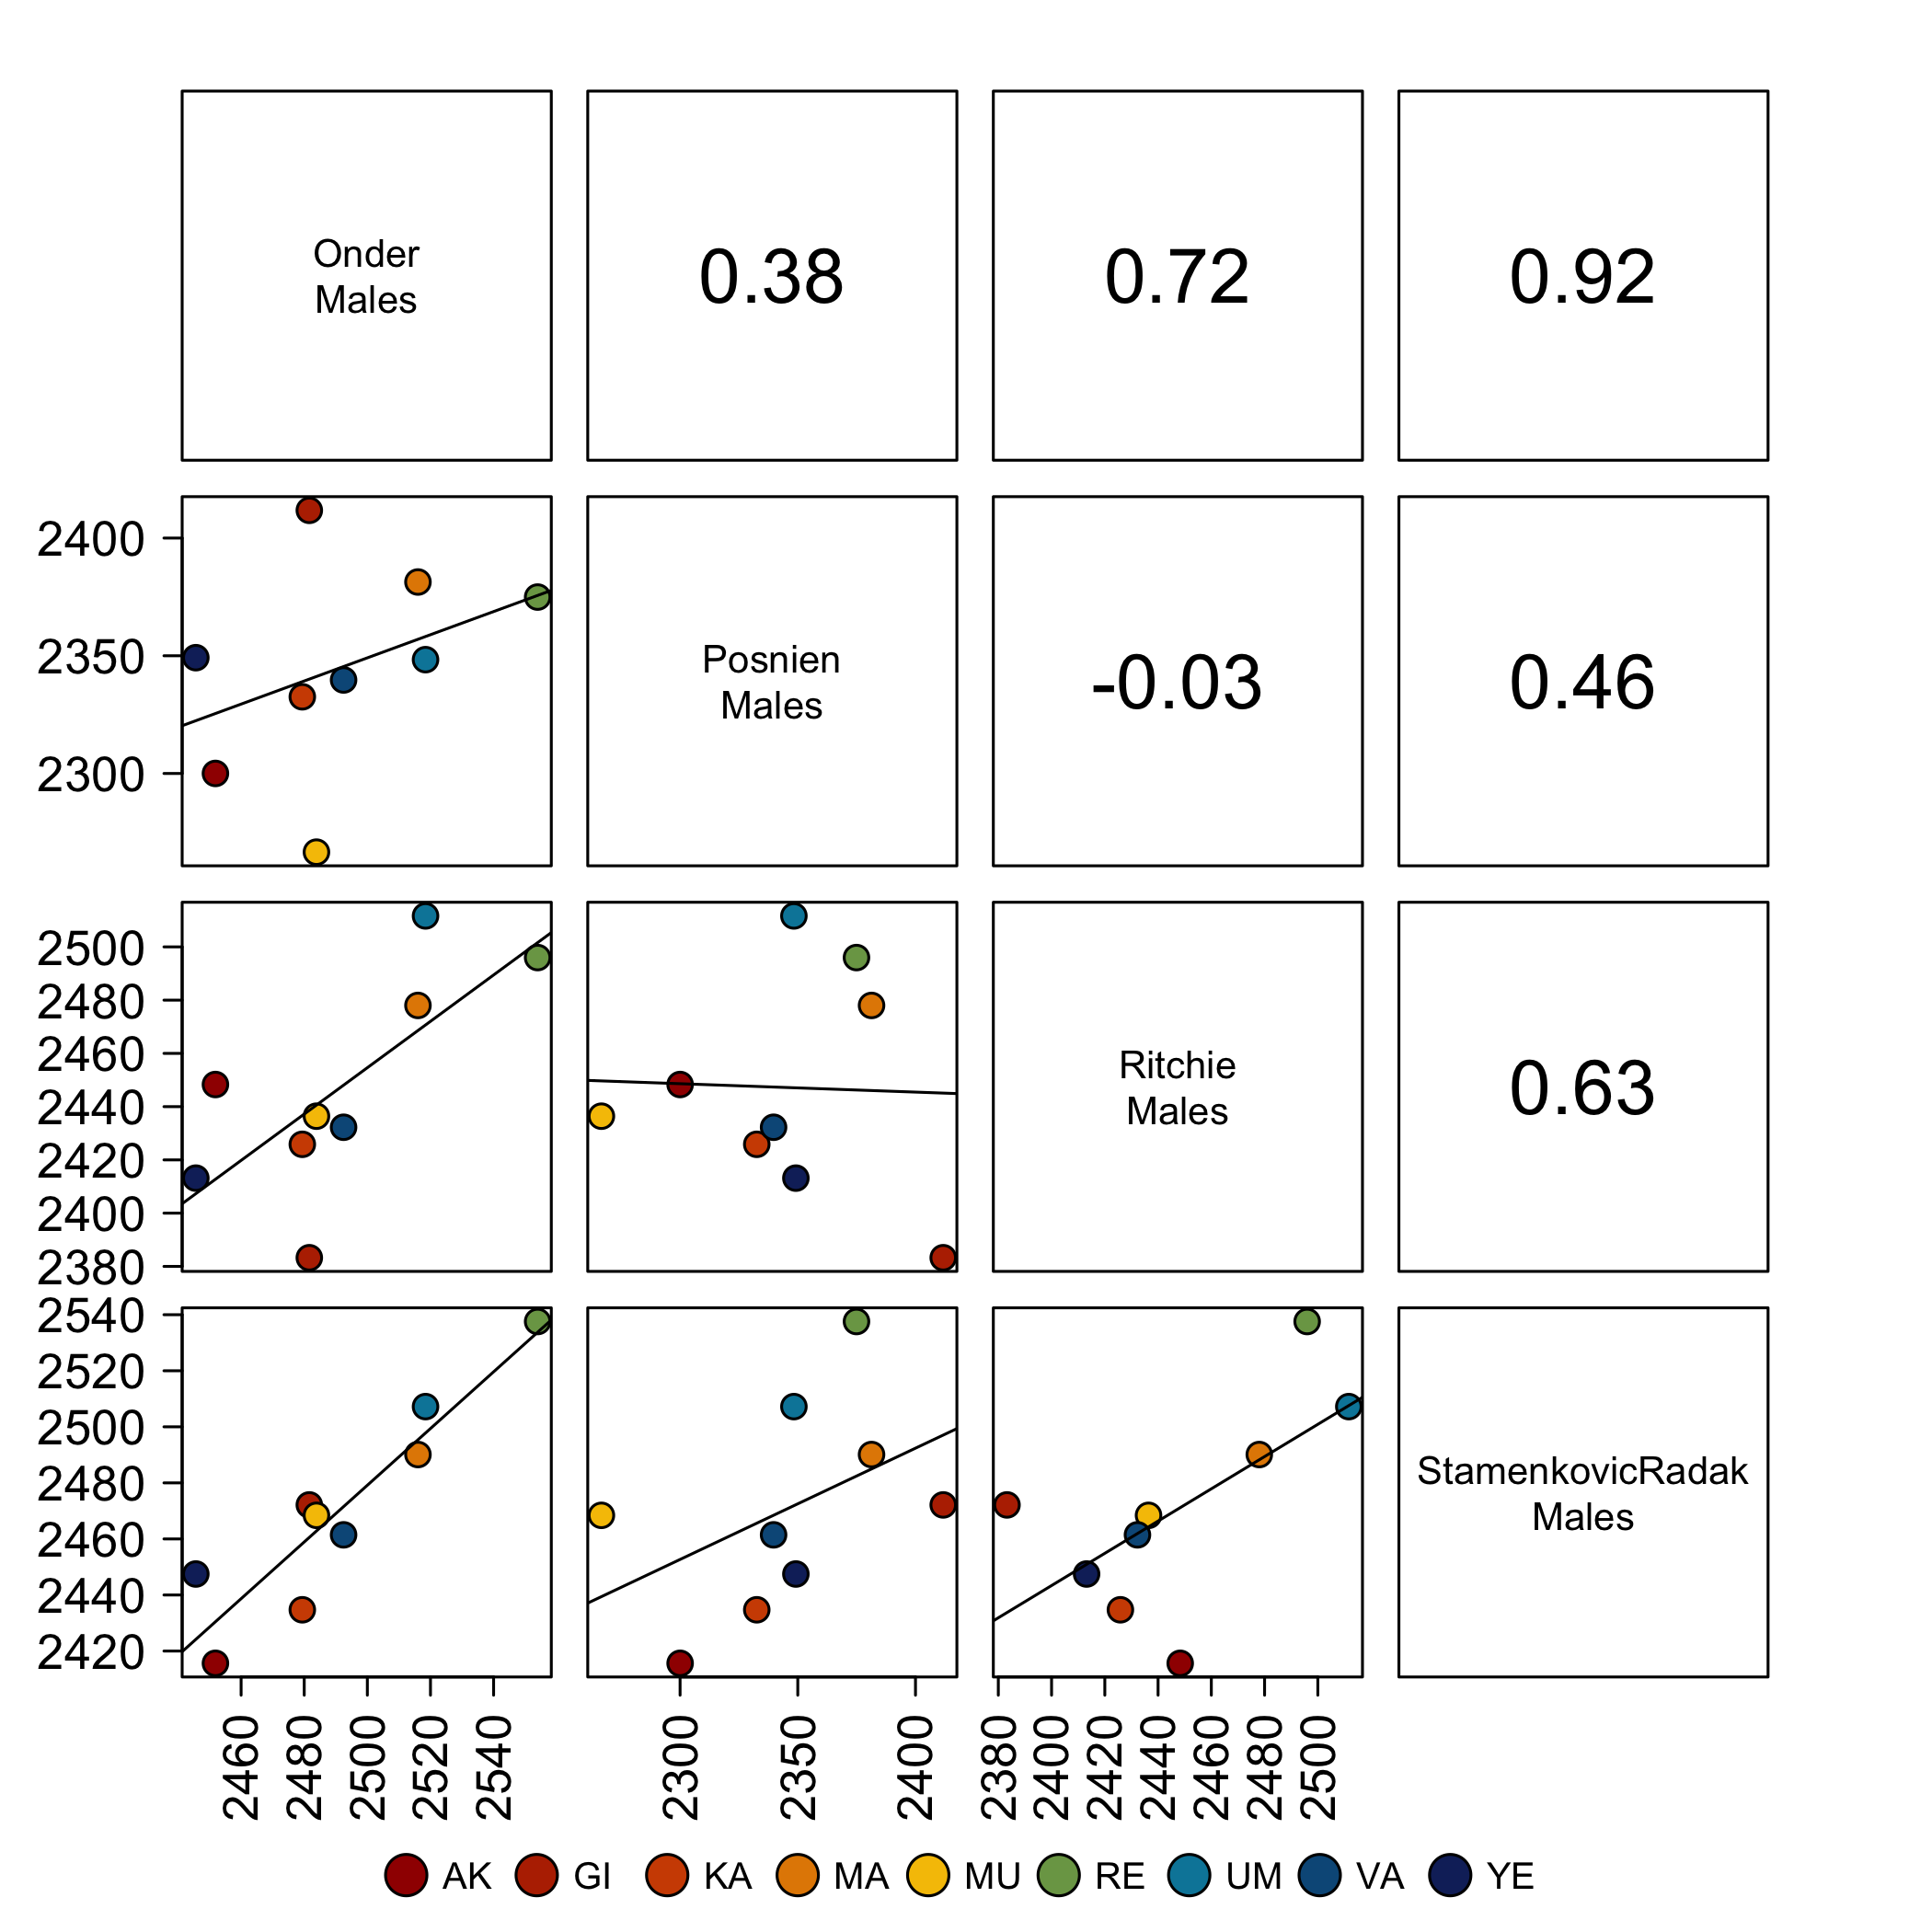 Onder
Males
0.38
0.72
0.92
2400
2350
2300
Posnien
Males
-0.03
0.46
2500
2480
2460
2440
2420
2400
2380
Ritchie
Males
0.63
2540
2520
2500
2480
2460
2440
2420
StamenkovicRadak
Males
2460 2480 2500 2520 2540 2300 2350 2400 2380 2400 2420 2440 2460 2480 2500
AK GI KA MA MU RE UM VA YE